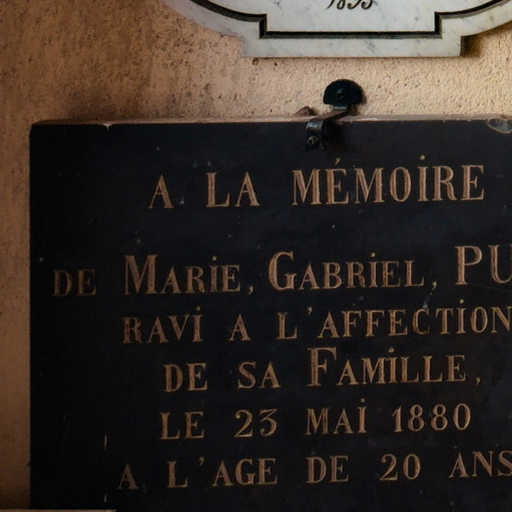 A LA MÉMOIRE
DE MARIE, GABRIEL, PU
RAVI A L'AFFECTION
DE SA FAMILLE,
LE 23 MAI 1880
A L'AGE DE 20 ANS